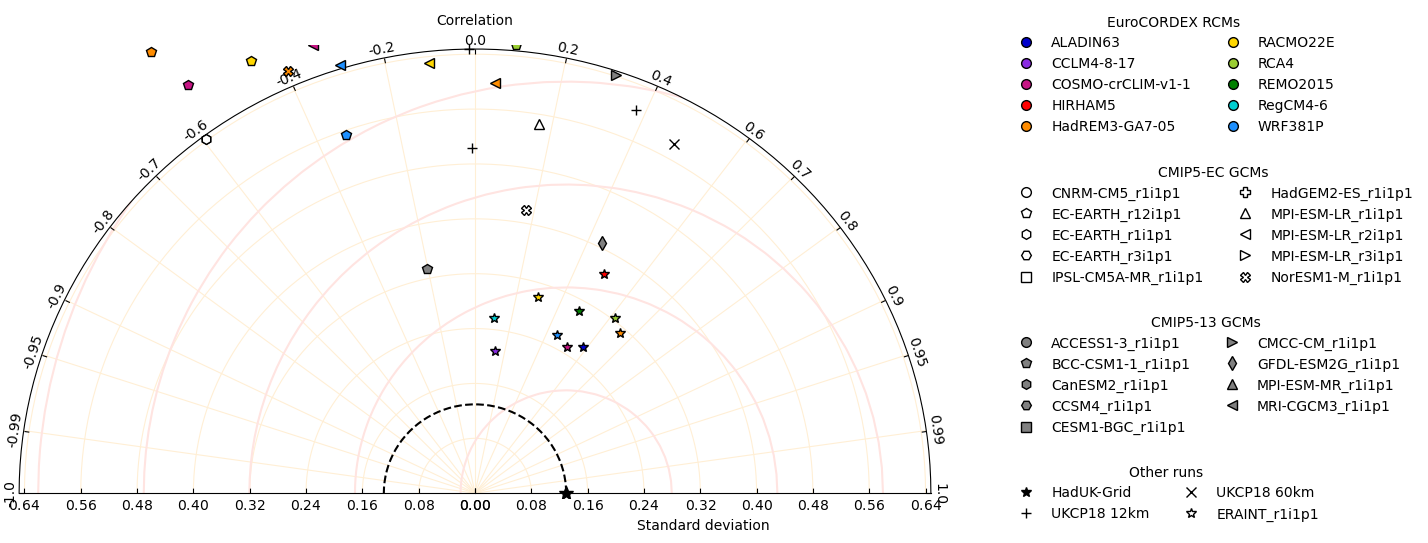 Correlation
0.0
-0.2
0.2
-0.4
0.4
-0.6
0.6
-0.7
0.7
-0.8
0.8
-0.9
0.9
-0.95
0.95
-0.99
0.99
-1.0
1.0
0.64 0.56 0.48 0.40 0.32 0.24 0.16 0.08 0.00 0.08 0.16 0.24 0.32 0.40 0.48 0.56 0.64
Standard deviation
EuroCORDEX RCMs
ALADIN63
CCLM4-8-17
COSMO-crCLIM-v1-1
HIRHAM5
HadREM3-GA7-05
RACMO22E
RCA4
REMO2015
RegCM4-6
WRF381P
CMIP5-EC GCMs
CNRM-CM5_r1i1p1
EC-EARTH_r12i1p1
EC-EARTH_r1i1p1
EC-EARTH_r3i1p1
IPSL-CM5A-MR_r1i1p1
HadGEM2-ES_r1i1p1
MPI-ESM-LR_r1i1p1
MPI-ESM-LR_r2i1p1
MPI-ESM-LR_r3i1p1
NorESM1-M_r1i1p1
CMIP5-13 GCMs
ACCESS1-3_r1i1p1
BCC-CSM1-1_r1i1p1
CanESM2_r1i1p1
CCSM4_r1i1p1
CESM1-BGC_r1i1p1
CMCC-CM_r1i1p1
GFDL-ESM2G_r1i1p1
MPI-ESM-MR_r1i1p1
MRI-CGCM3_r1i1p1
Other runs
HadUK-Grid
UKCP18 12km
UKCP18 60km
ERAINT_r1i1p1